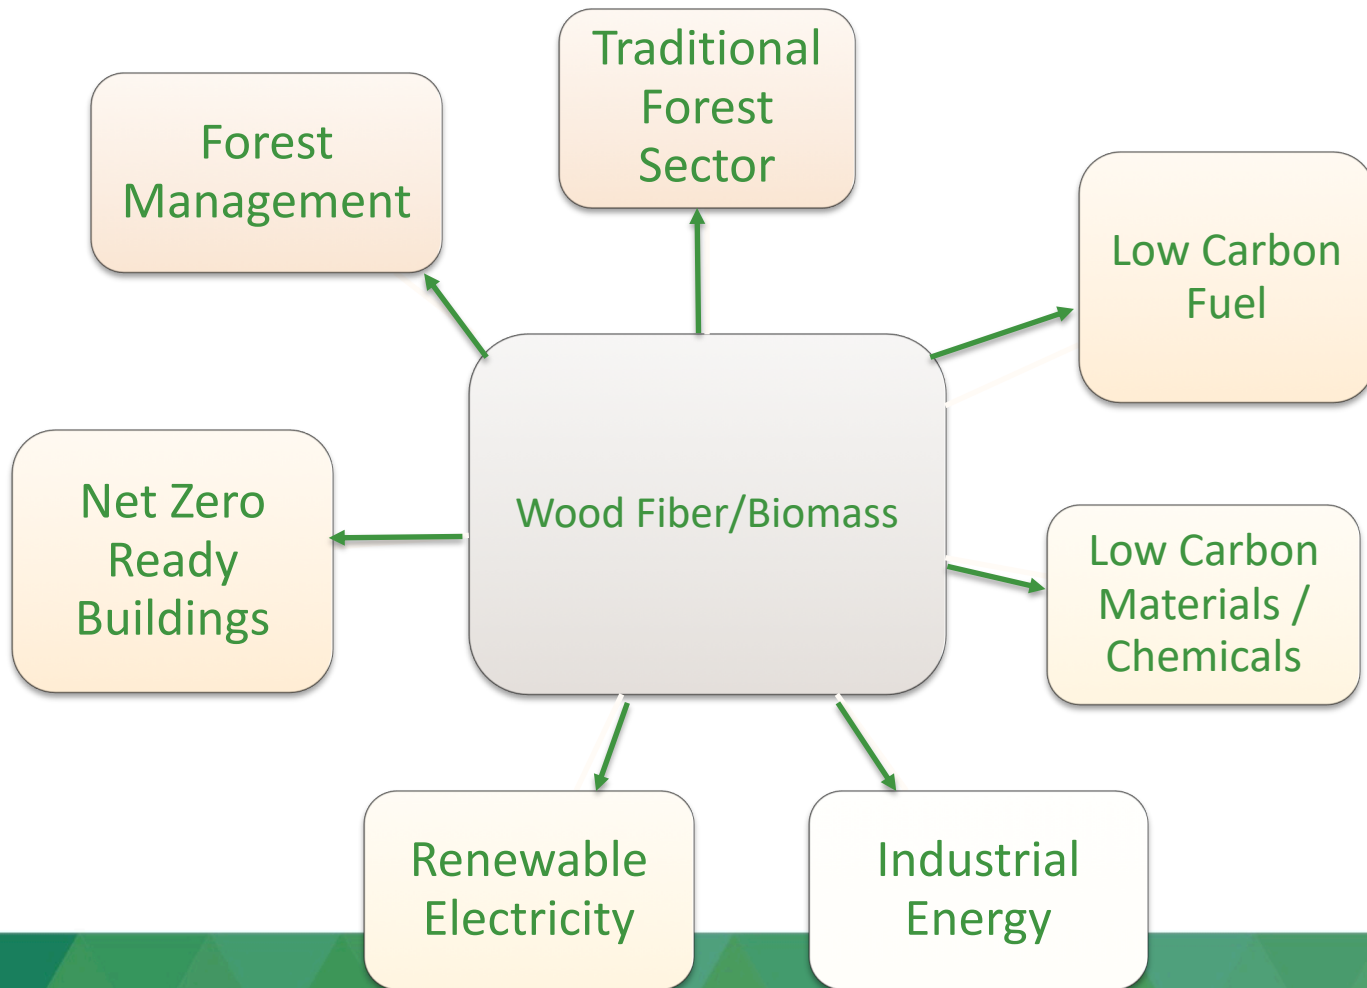 Traditional
Forest
Sector
Forest
Management
Low Carbon
Fuel
Net Zero
Ready
Buildings
Wood Fiber/Biomass
Low Carbon
Materials /
Chemicals
Renewable
Electricity
Industrial
Energy